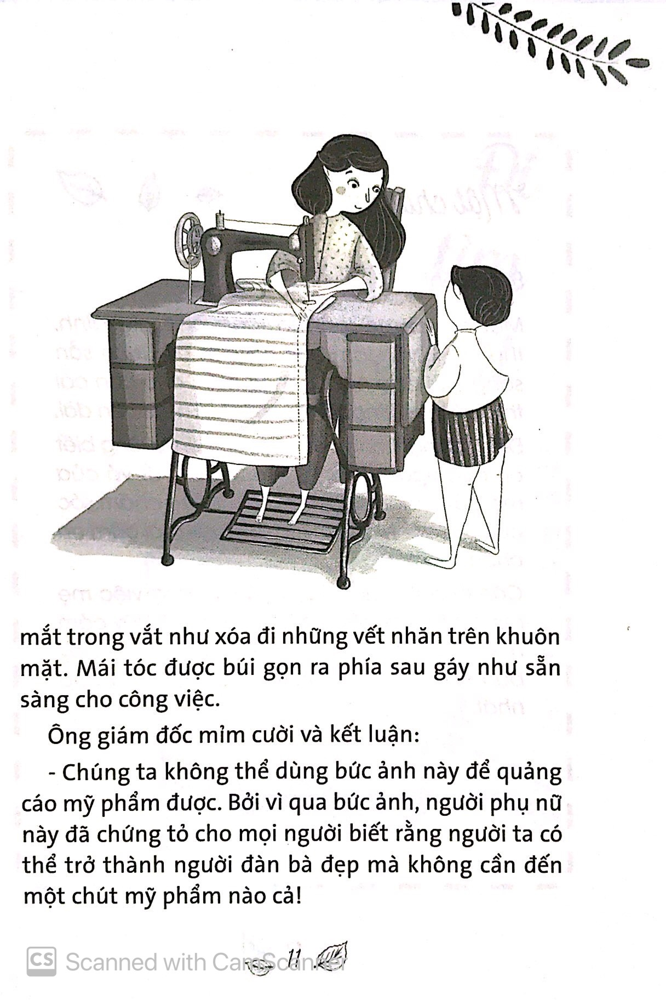 mắt trong vắt như xóa đi những vết nhăn trên khuôn
mặt. Mái tóc được búi gọn ra phía sau gáy như sẵn
sàng cho công việc.
Ông giám đốc mỉm cười và kết luận:
- Chúng ta không thể dùng bức ảnh này để quảng
cáo mỹ phẩm được. Bởi vì qua bức ảnh, người phụ nữ
này đã chứng tỏ cho mọi người biết rằng người ta có
thể trở thành người đàn bà đẹp mà không cần đến
một chút mỹ phẩm nào cả!
11
CS Scanned with CamScanner